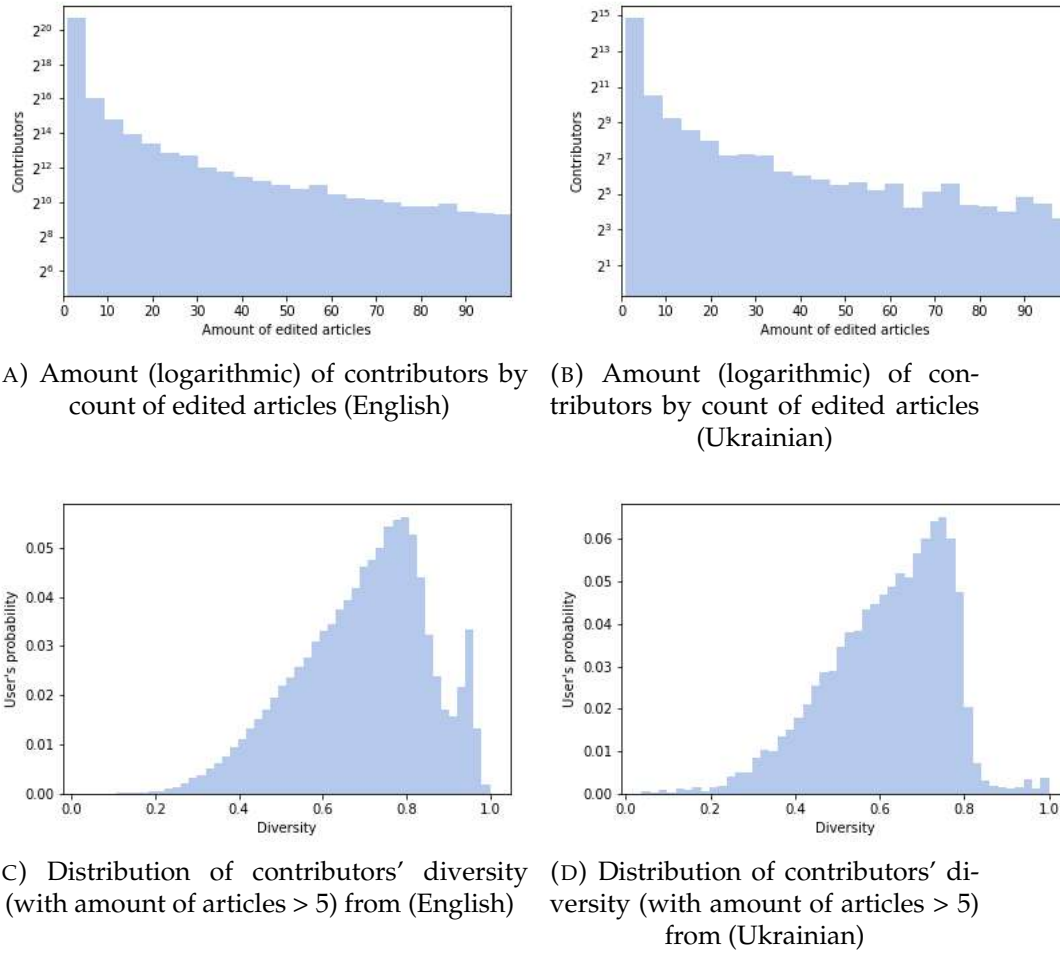 2^20
2^18
2^16
2^14
2^12
2^10
2^8
2^6
Contributors
0 10 20 30 40 50 60 70 80 90
Amount of edited articles
2^15
2^13
2^11
2^9
2^7
2^5
2^3
2^1
Contributors
0 10 20 30 40 50 60 70 80 90
Amount of edited articles
A) Amount (logarithmic) of contributors by
count of edited articles (English)
(B) Amount (logarithmic) of con-
tributors by count of edited articles
(Ukrainian)
0.05
0.04
0.03
0.02
0.01
0.00
User's probability
0.0 0.2 0.4 0.6 0.8 1.0
Diversity
0.06
0.05
0.04
0.03
0.02
0.01
0.00
User's probability
0.0 0.2 0.4 0.6 0.8 1.0
Diversity
C) Distribution of contributors’ diversity
(with amount of articles > 5) from (English)
(D) Distribution of contributors’ di-
versity (with amount of articles > 5)
from (Ukrainian)